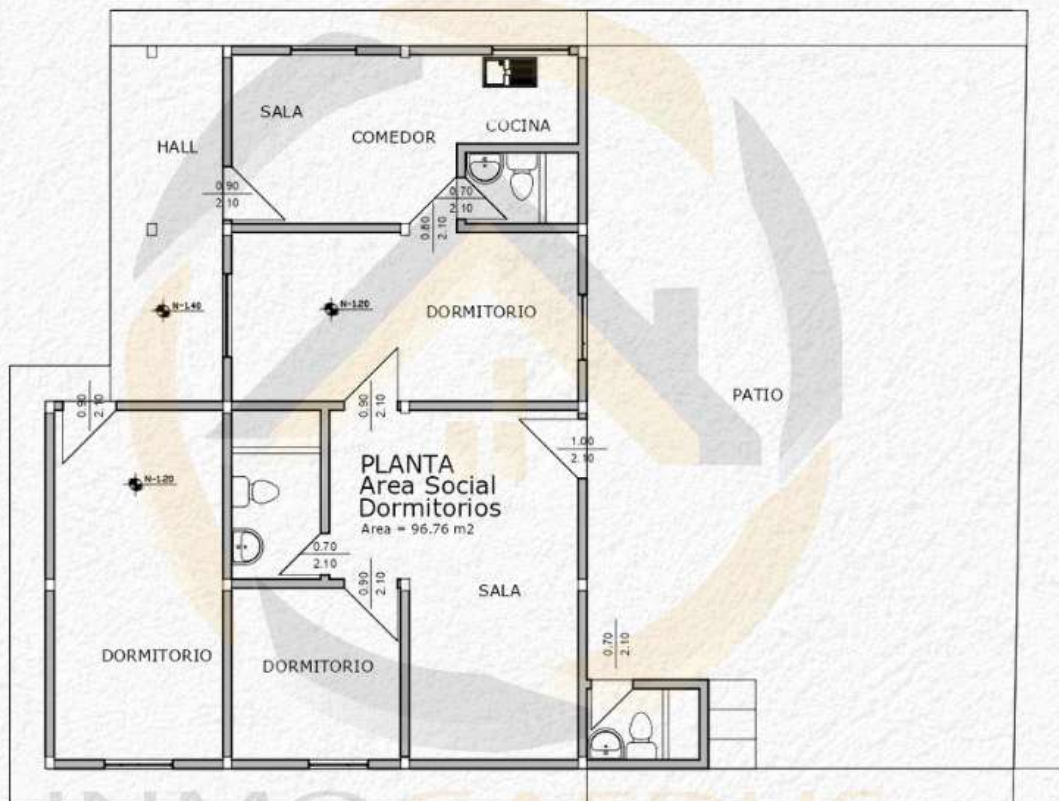 SALA
COMEDOR
COCINA
HALL
0.90
2.10
0.70
2.10
0.80
2.10
N-1.40
N-1.20
DORMITORIO
PATIO
0.90
2.10
0.90
2.10
1.00
2.10
N-1.20
PLANTA
Area Social
Dormitorios
Area = 96.76 m2
0.70
2.10
0.90
2.10
SALA
0.70
2.10
DORMITORIO
DORMITORIO